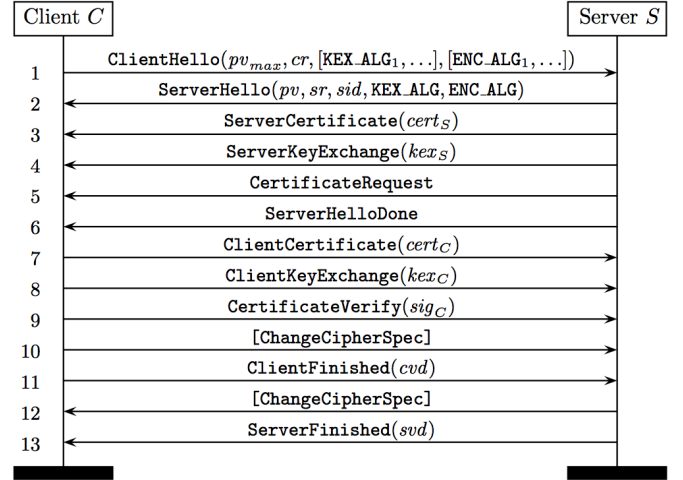 Client C Server S
1 ClientHello(pv_max, cr, [KEX_ALG₁, ...], [ENC_ALG₁, ...])
2 ServerHello(pv, sr, sid, KEX_ALG, ENC_ALG)
3 ServerCertificate(cert_S)
4 ServerKeyExchange(kex_S)
5 CertificateRequest
6 ServerHelloDone
7 ClientCertificate(cert_C)
8 ClientKeyExchange(kex_C)
9 CertificateVerify(sig_C)
10 [ChangeCipherSpec]
11 ClientFinished(cvd)
12 [ChangeCipherSpec]
13 ServerFinished(svd)